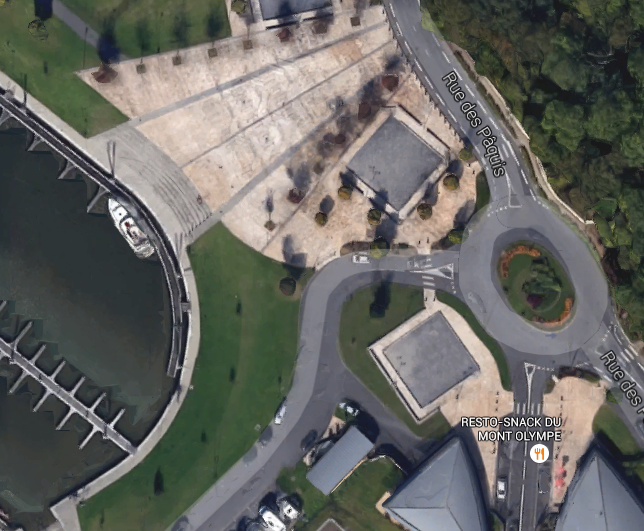 Rue des Pâquis
Rue des
RESTO-SNACK DU
MONT OLYMPE